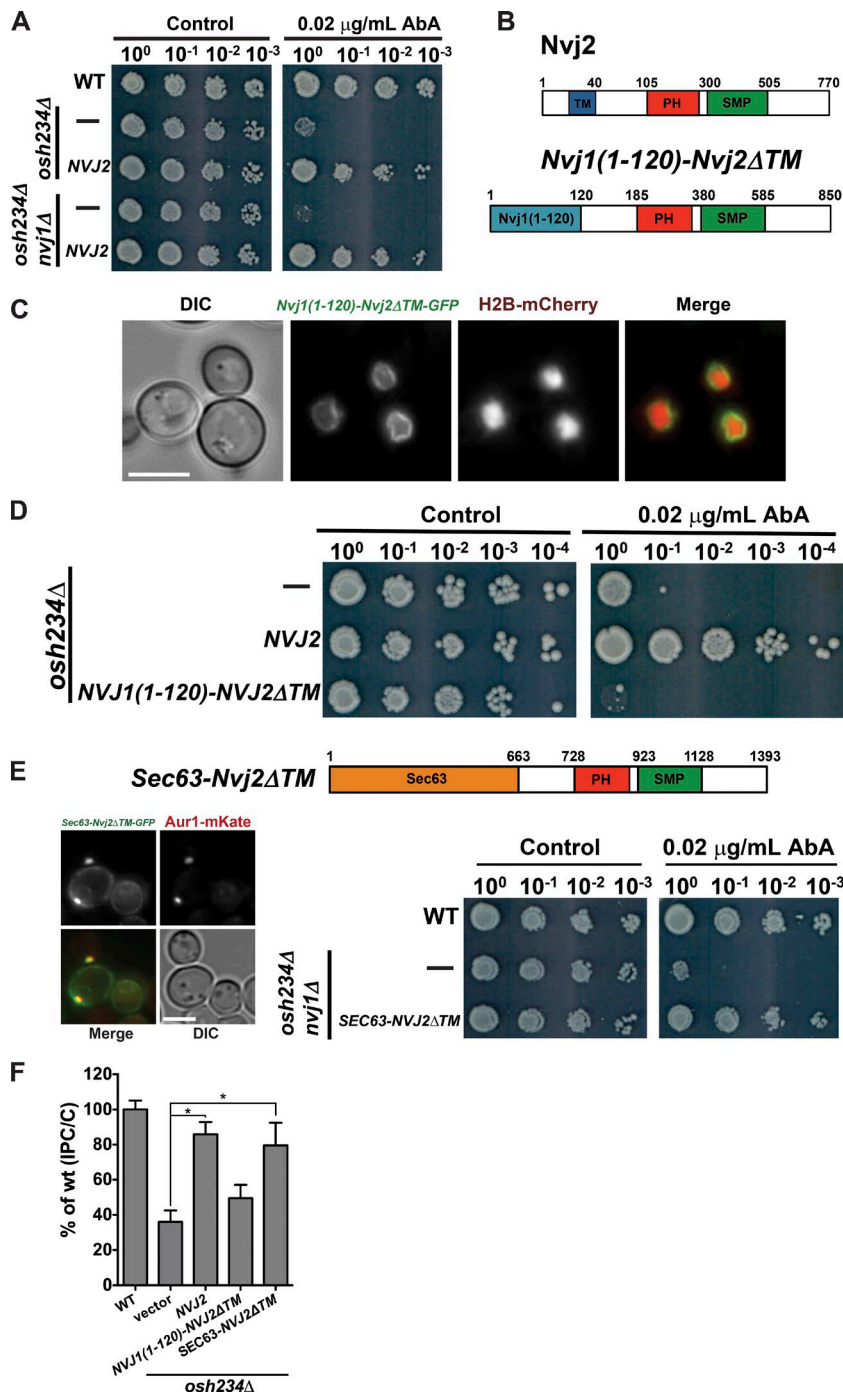 A
Control
0.02 µg/mL AbA
10⁰ 10⁻¹ 10⁻² 10⁻³
10⁰ 10⁻¹ 10⁻² 10⁻³
WT
osh234Δ
—
NVJ2
osh234Δ
nvj1Δ
—
NVJ2
B
Nvj2
1 40 105 300 505 770
TM PH SMP
Nvj1(1-120)-Nvj2ΔTM
1 120 185 380 585 850
Nvj1(1-120) PH SMP
C
DIC
Nvj1(1-120)-Nvj2ΔTM-GFP
H2B-mCherry
Merge
D
Control
0.02 µg/mL AbA
10⁰ 10⁻¹ 10⁻² 10⁻³ 10⁻⁴
10⁰ 10⁻¹ 10⁻² 10⁻³ 10⁻⁴
osh234Δ
—
NVJ2
NVJ1(1-120)-NVJ2ΔTM
E
Sec63-Nvj2ΔTM
1 663 728 923 1128 1393
Sec63 PH SMP
Sec63-Nvj2ΔTM-GFP
Aur1-mKate
Merge
DIC
Control
0.02 µg/mL AbA
10⁰ 10⁻¹ 10⁻² 10⁻³
10⁰ 10⁻¹ 10⁻² 10⁻³
WT
osh234Δ
nvj1Δ
—
SEC63-NVJ2ΔTM
F
% of wt (IPC/C)
120
100
80
60
40
20
0
*
*
WT
vector
NVJ2
NVJ1(1-120)-NVJ2ΔTM
SEC63-NVJ2ΔTM
osh234Δ